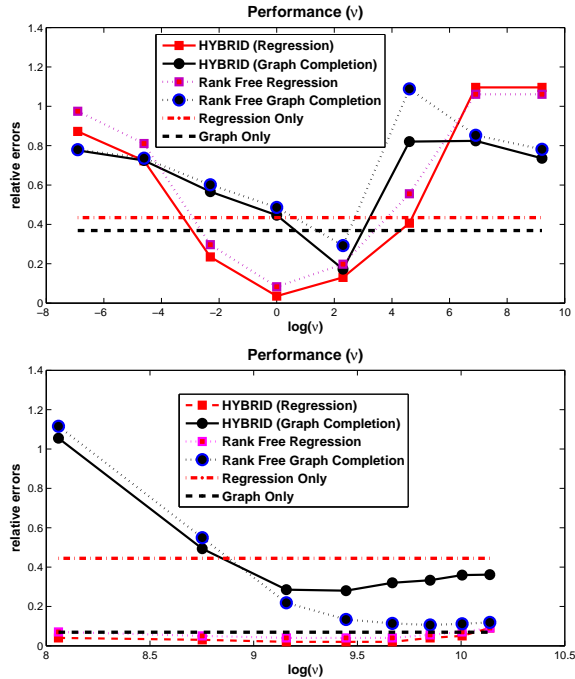 Performance (ν)
1.4
1.2
1
0.8
0.6
0.4
0.2
0
relative errors
HYBRID (Regression)
HYBRID (Graph Completion)
Rank Free Regression
Rank Free Graph Completion
Regression Only
Graph Only
−8 −6 −4 −2 0 2 4 6 8 10
log(ν)
Performance (ν)
1.4
1.2
1
0.8
0.6
0.4
0.2
0
relative errors
HYBRID (Regression)
HYBRID (Graph Completion)
Rank Free Regression
Rank Free Graph Completion
Regression Only
Graph Only
8 8.5 9 9.5 10 10.5
log(ν)